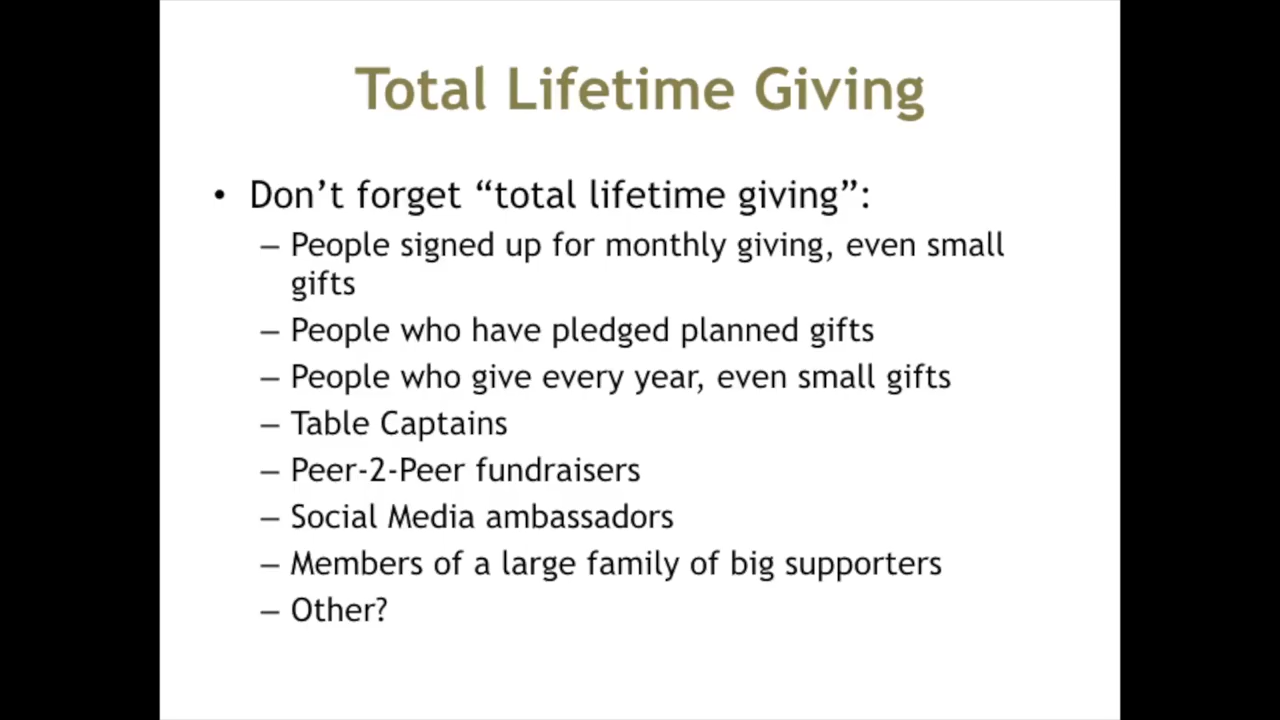 Total Lifetime Giving
• Don’t forget “total lifetime giving”:
– People signed up for monthly giving, even small
gifts
– People who have pledged planned gifts
– People who give every year, even small gifts
– Table Captains
– Peer-2-Peer fundraisers
– Social Media ambassadors
– Members of a large family of big supporters
– Other?